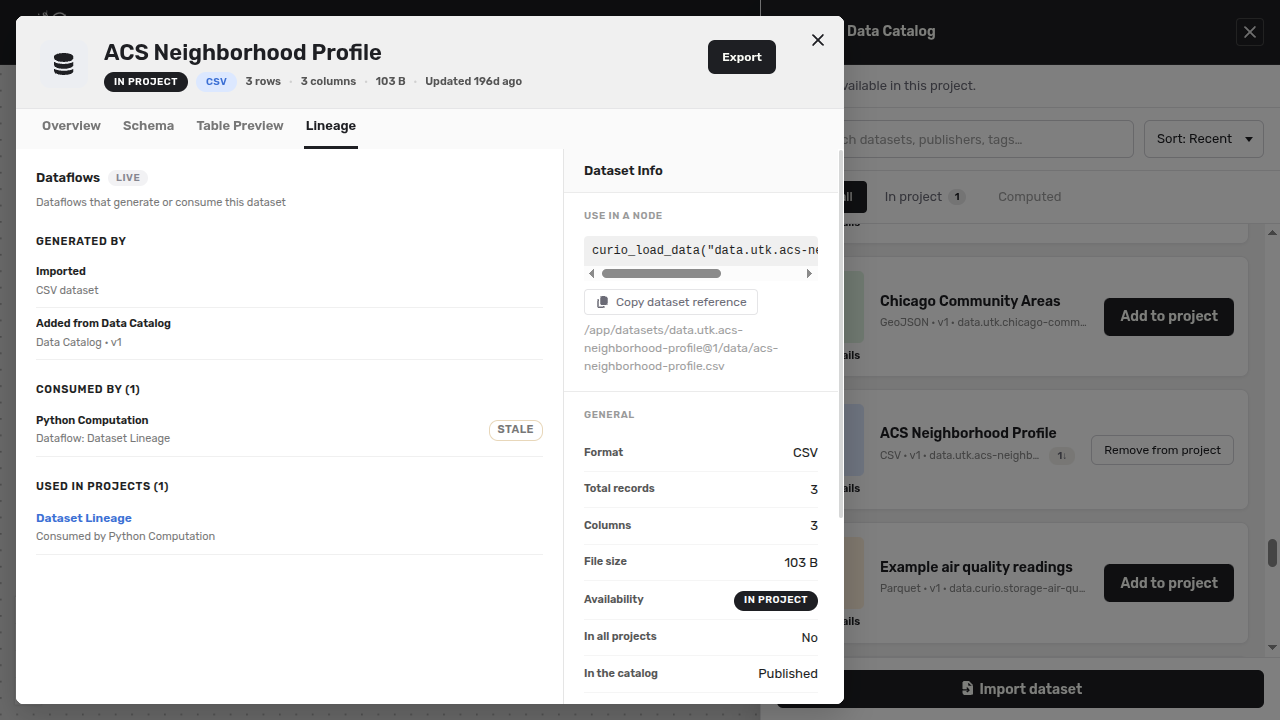 ACS Neighborhood Profile
IN PROJECT CSV 3 rows · 3 columns · 103 B · Updated 196d ago
Export
Overview Schema Table Preview Lineage
Dataflows LIVE
Dataflows that generate or consume this dataset
GENERATED BY
Imported
CSV dataset
Added from Data Catalog
Data Catalog • v1
CONSUMED BY (1)
Python Computation
Dataflow: Dataset Lineage
STALE
USED IN PROJECTS (1)
Dataset Lineage
Consumed by Python Computation
Dataset Info
USE IN A NODE
curio_load_data("data.utk.acs-ne
Copy dataset reference
/app/datasets/data.utk.acs-
neighborhood-profile@1/data/acs-
neighborhood-profile.csv
GENERAL
Format CSV
Total records 3
Columns 3
File size 103 B
Availability IN PROJECT
In all projects No
In the catalog Published
Data Catalog
vailable in this project.
ch datasets, publishers, tags…
Sort: Recent
all In project 1 Computed
ails
Chicago Community Areas
GeoJSON • v1 • data.utk.chicago-comm…
Add to project
ails
ACS Neighborhood Profile
CSV • v1 • data.utk.acs-neighb… 1↓
Remove from project
ails
Example air quality readings
Parquet • v1 • data.curio.storage-air-qu…
Add to project
ails
Import dataset